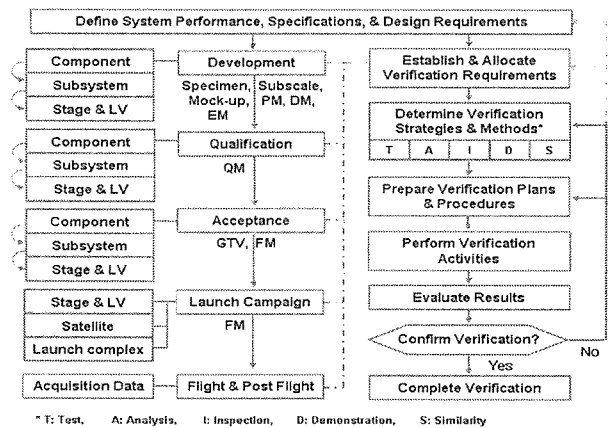 Define System Performance, Specifications, & Design Requirements
Component
Subsystem
Stage & LV
Development
Specimen,
Mock-up,
EM
Subscale,
PM, DM,
Component
Subsystem
Stage & LV
Qualification
QM
Component
Subsystem
Stage & LV
Acceptance
GTV, FM
Stage & LV
Satellite
Launch complex
Launch Campaign
FM
Acquisition Data
Flight & Post Flight
Establish & Allocate
Verification Requirements
Determine Verification
Strategies & Methods*
T A I D S
Prepare Verification Plans
& Procedures
Perform Verification
Activities
Evaluate Results
Confirm Verification?
No
Yes
Complete Verification
* T: Test, A: Analysis, I: Inspection, D: Demonstration, S: Similarity